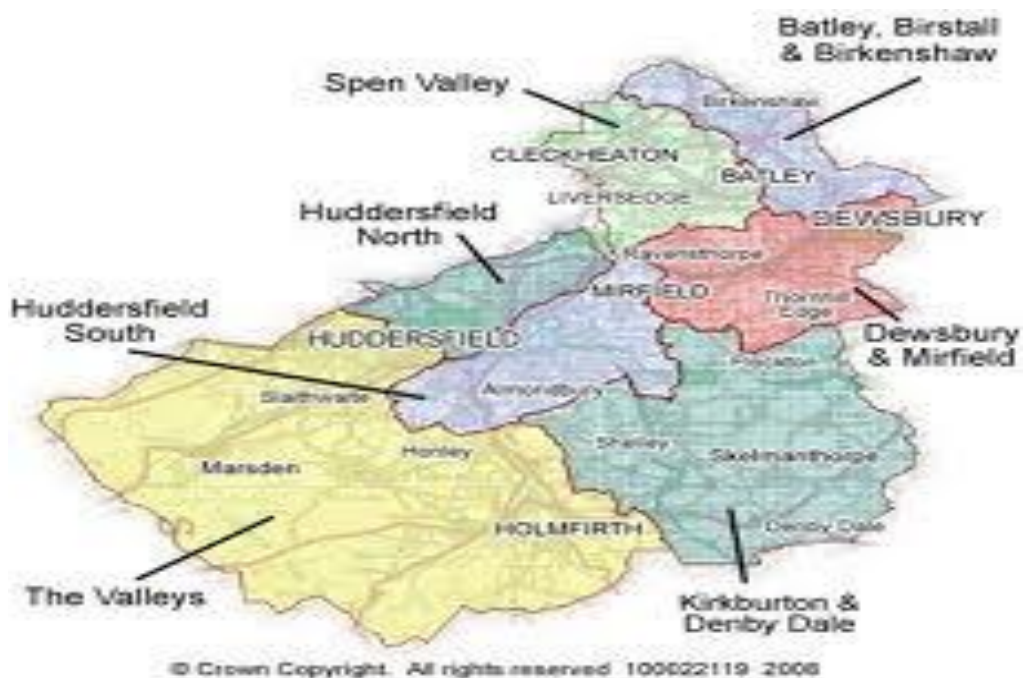 Batley, Birstall
& Birkenshaw
Spen Valley
Birkenshaw
CLECKHEATON
BATLEY
LIVERSEDGE
Huddersfield
North
DEWSBURY
Ravensthorpe
MIRFIELD
Thornhill
Edge
Huddersfield
South
HUDDERSFIELD
Dewsbury
& Mirfield
Flockton
Slaithwaite
Almondbury
Shelley
Honley
Skelmanthorpe
Marsden
HOLMFIRTH
Denby Dale
The Valleys
Kirkburton &
Denby Dale
© Crown Copyright. All rights reserved 100022119 2008